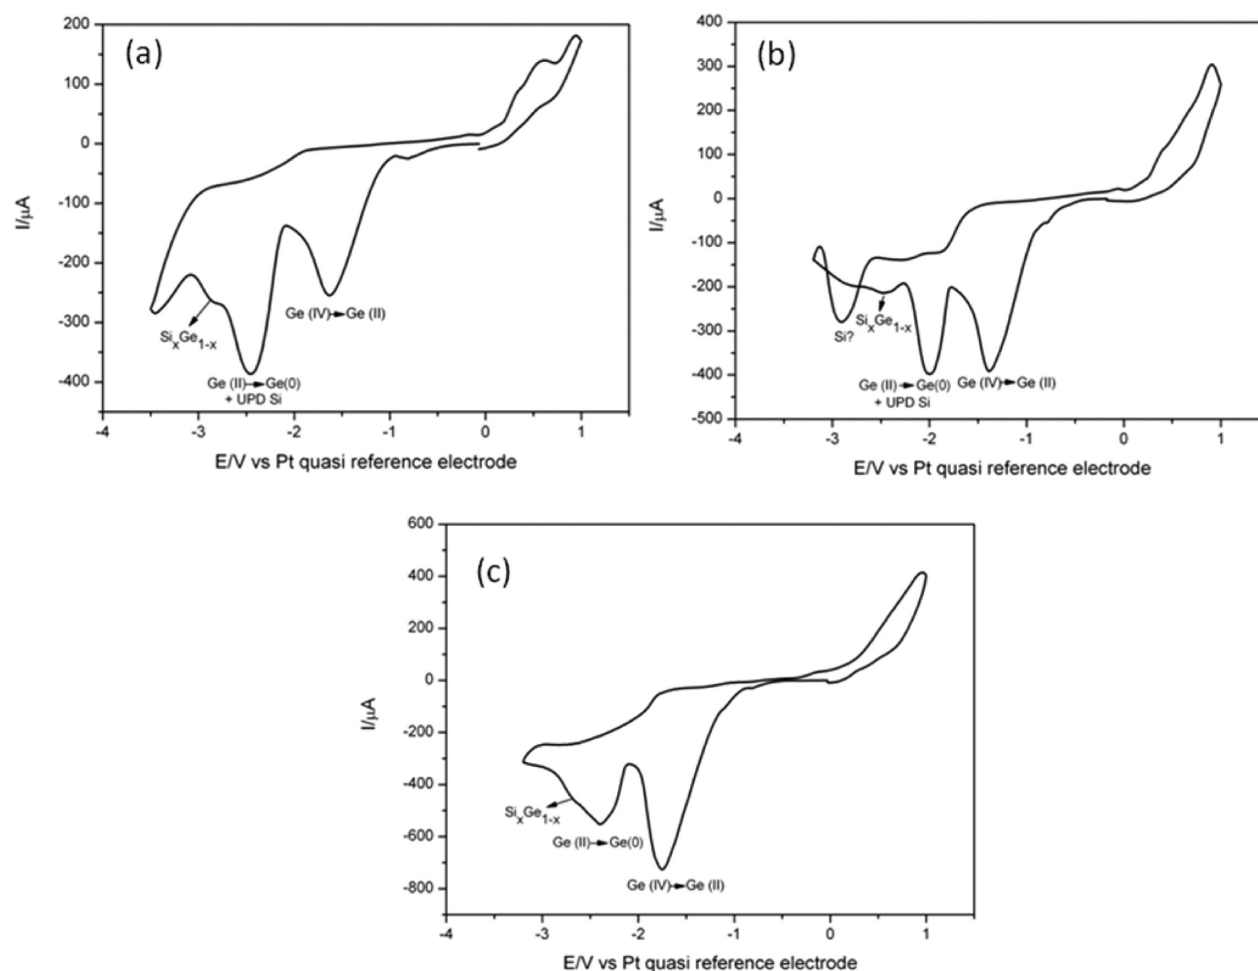 (a)
200
100
0
-100
-200
-300
-400
I/µA
Ge (IV)→Ge (II)
SixGe1-x
Ge (II)→Ge(0)
+ UPD Si
-4 -3 -2 -1 0 1
E/V vs Pt quasi reference electrode
(b)
400
300
200
100
0
-100
-200
-300
-400
-500
I/µA
Si?
SixGe1-x
Ge (II)→Ge(0) Ge (IV)→Ge (II)
+ UPD Si
-4 -3 -2 -1 0 1
E/V vs Pt quasi reference electrode
(c)
600
400
200
0
-200
-400
-600
-800
I/µA
SixGe1-x
Ge (II)→Ge(0)
Ge (IV)→Ge (II)
-4 -3 -2 -1 0 1
E/V vs Pt quasi reference electrode